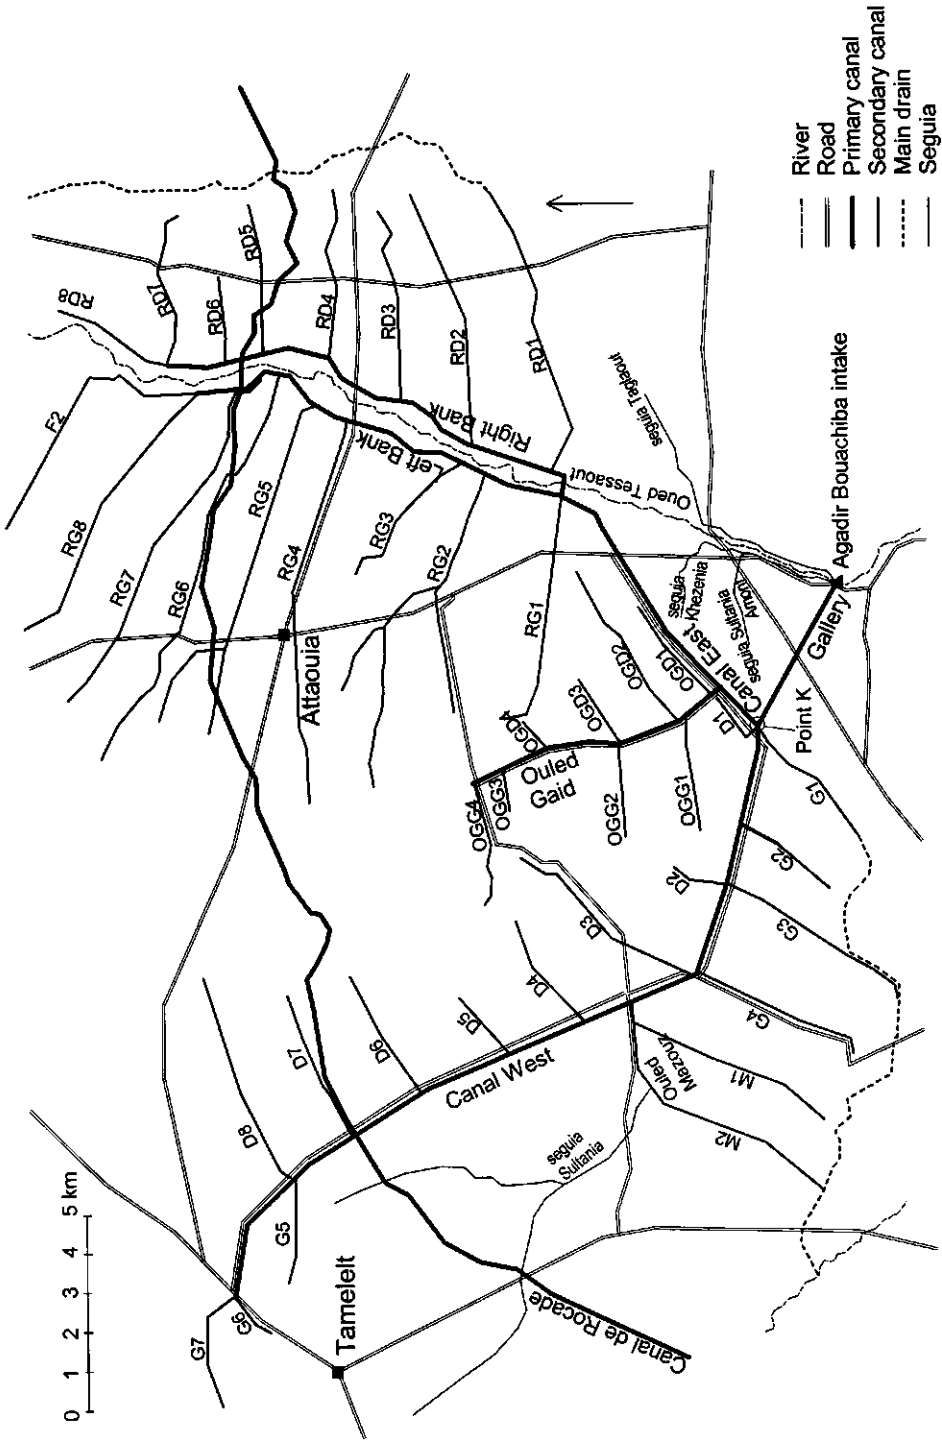 0 1 2 3 4 5 km
Tamelelt
Attaouia
G7
G6
G5
D8
D7
D6
D5
D4
D3
D2
D1
Canal West
Canal de Rocade
seguia
Sultania
Ouled
Mezouz
M1
M2
G4
G3
G2
G1
Point K
Gallery
Agadir Bouachiba intake
Canal East
Ouled
Gaid
OGG4
OGG3
OGG2
OGG1
OGD4
OGD3
OGD2
OGD1
seguia
Khezenia
seguia Sultania
Amont
seguia Taglaout
Oued Tessaout
Left Bank
Right Bank
F2
RG8
RG7
RG6
RG5
RG4
RG3
RG2
RG1
RD8
RD7
RD6
RD5
RD4
RD3
RD2
RD1
River
Road
Primary canal
Secondary canal
Main drain
Seguia